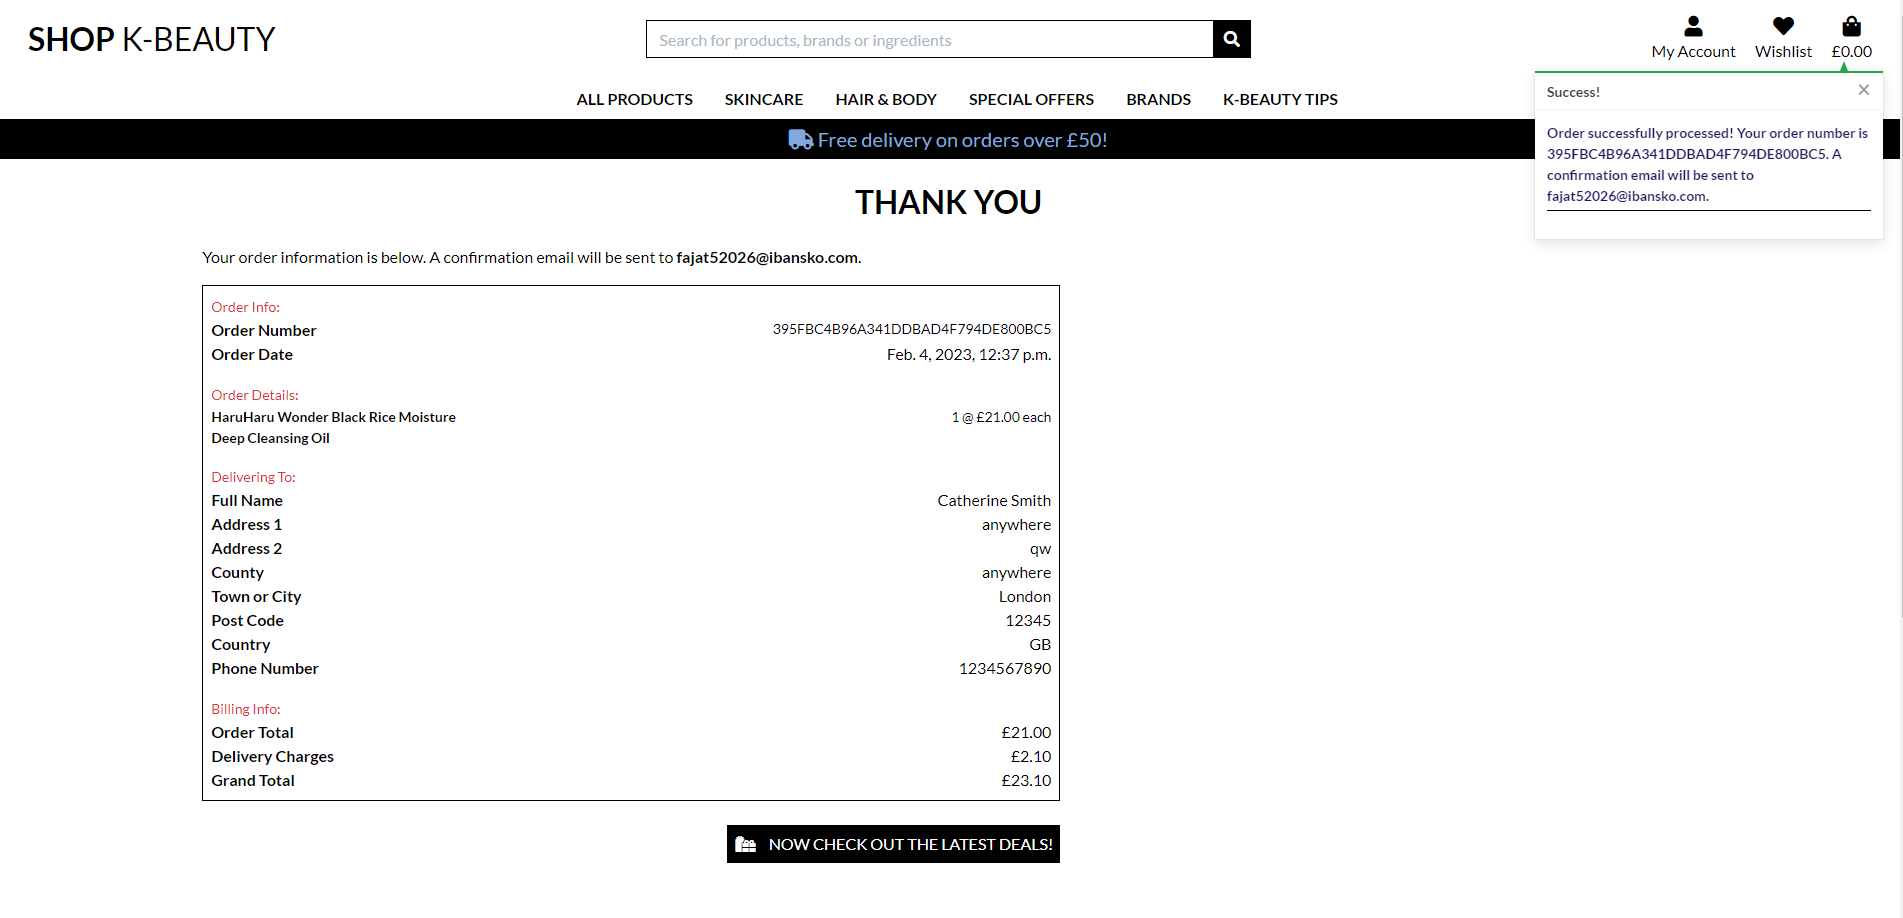 SHOP K-BEAUTY
Search for products, brands or ingredients
My Account
Wishlist
£0.00
ALL PRODUCTS
SKINCARE
HAIR & BODY
SPECIAL OFFERS
BRANDS
K-BEAUTY TIPS
Free delivery on orders over £50!
Success!
×
Order successfully processed! Your order number is
395FBC4B96A341DDBAD4F794DE800BC5. A
confirmation email will be sent to
fajat52026@ibansko.com.
THANK YOU
Your order information is below. A confirmation email will be sent to fajat52026@ibansko.com.
Order Info:
Order Number 395FBC4B96A341DDBAD4F794DE800BC5
Order Date Feb. 4, 2023, 12:37 p.m.
Order Details:
HaruHaru Wonder Black Rice Moisture 1 @ £21.00 each
Deep Cleansing Oil
Delivering To:
Full Name Catherine Smith
Address 1 anywhere
Address 2 qw
County anywhere
Town or City London
Post Code 12345
Country GB
Phone Number 1234567890
Billing Info:
Order Total £21.00
Delivery Charges £2.10
Grand Total £23.10
NOW CHECK OUT THE LATEST DEALS!